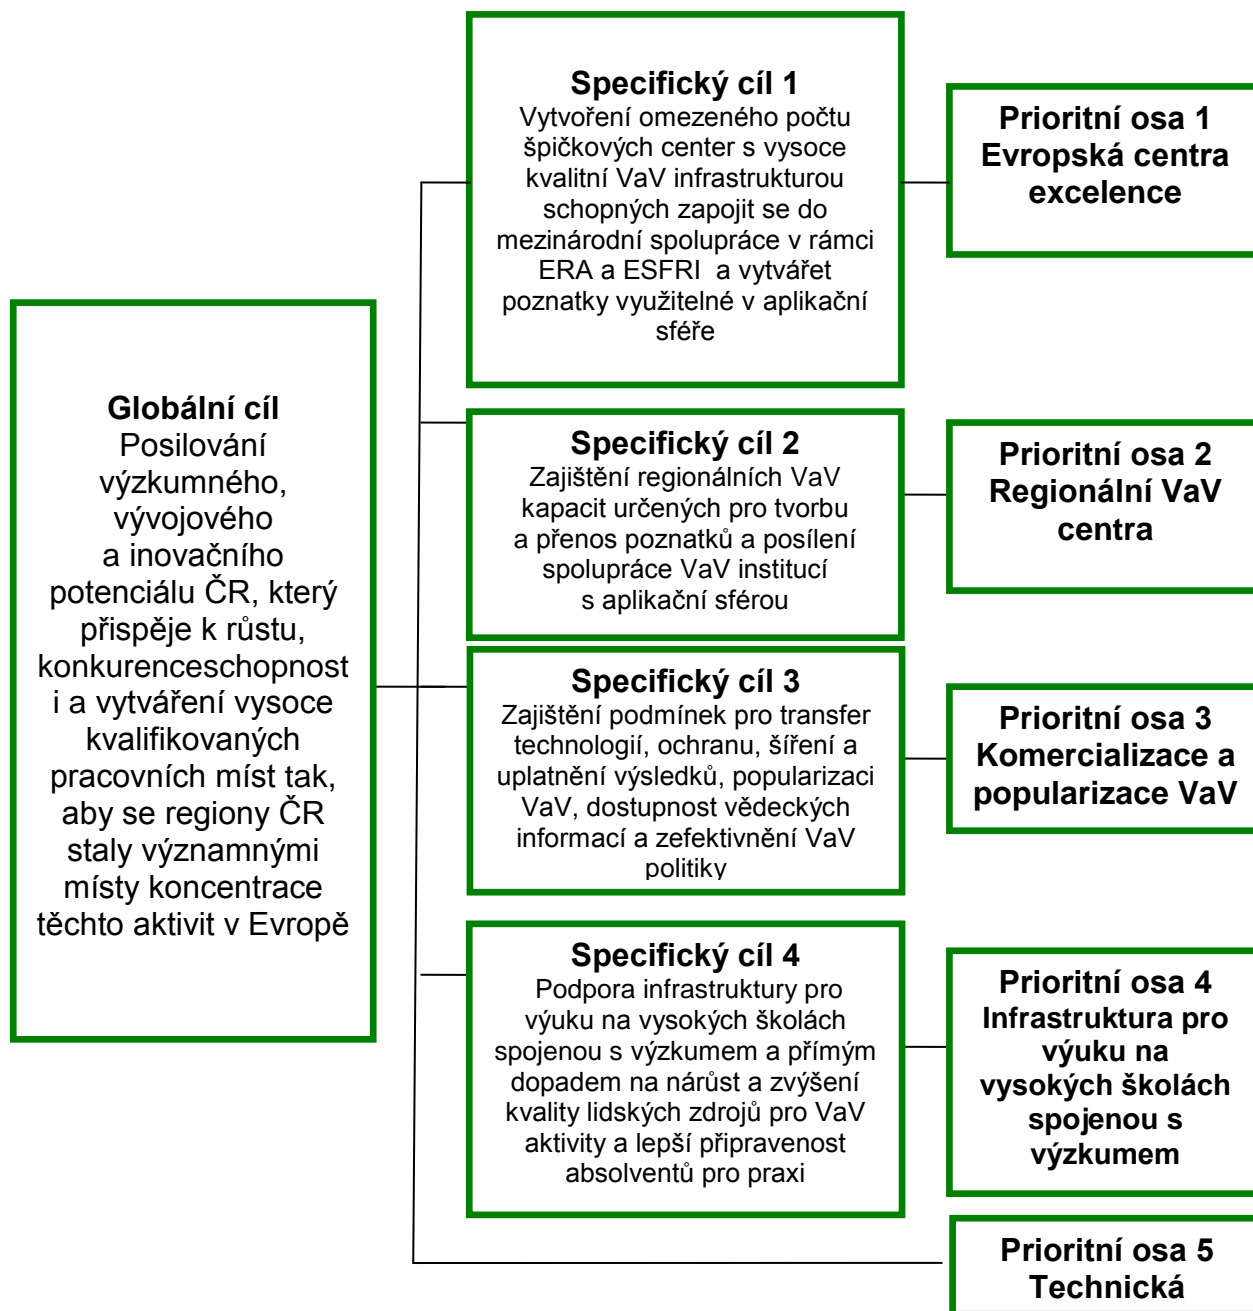 Globální cíl
Posilování
výzkumného,
vývojového
a inovačního
potenciálu ČR, který
přispěje k růstu,
konkurenceschopnost
i a vytváření vysoce
kvalifikovaných
pracovních míst tak,
aby se regiony ČR
staly významnými
místy koncentrace
těchto aktivit v Evropě
Specifický cíl 1
Vytvoření omezeného počtu
špičkových center s vysoce
kvalitní VaV infrastrukturou
schopných zapojit se do
mezinárodní spolupráce v rámci
ERA a ESFRI a vytvářet
poznatky využitelné v aplikační
sféře
Prioritní osa 1
Evropská centra
excelence
Specifický cíl 2
Zajištění regionálních VaV
kapacit určených pro tvorbu
a přenos poznatků a posílení
spolupráce VaV institucí
s aplikační sférou
Prioritní osa 2
Regionální VaV
centra
Specifický cíl 3
Zajištění podmínek pro transfer
technologií, ochranu, šíření a
uplatnění výsledků, popularizaci
VaV, dostupnost vědeckých
informací a zefektivnění VaV
politiky
Prioritní osa 3
Komercializace a
popularizace VaV
Specifický cíl 4
Podpora infrastruktury pro
výuku na vysokých školách
spojenou s výzkumem a přímým
dopadem na nárůst a zvýšení
kvality lidských zdrojů pro VaV
aktivity a lepší připravenost
absolventů pro praxi
Prioritní osa 4
Infrastruktura pro
výuku na
vysokých školách
spojenou s
výzkumem
Prioritní osa 5
Technická